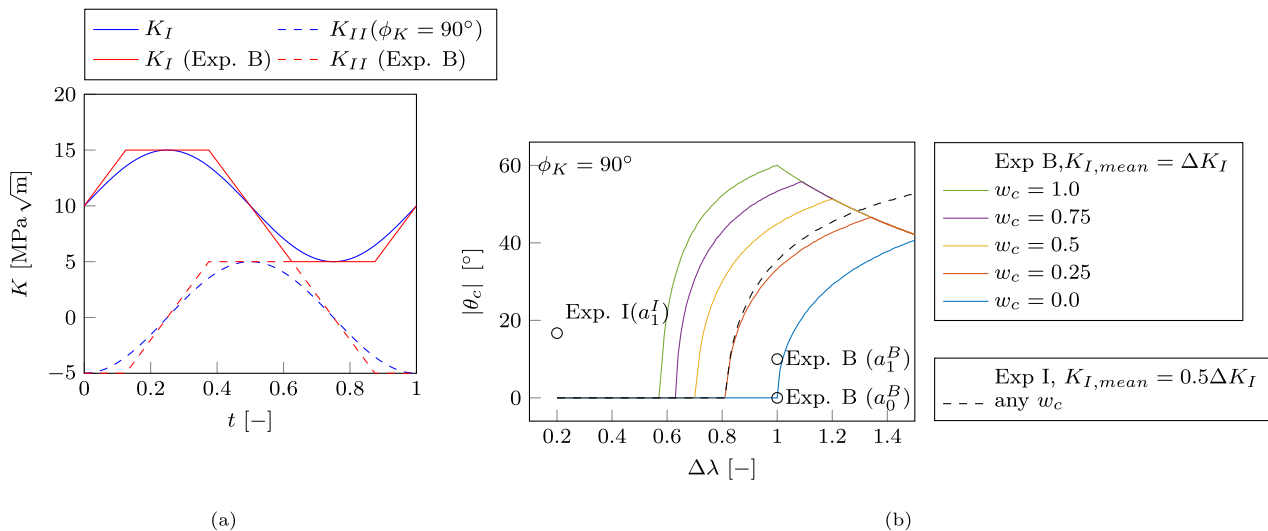 K_I K_{II}(ϕ_K = 90°)
K_I (Exp. B) K_{II} (Exp. B)
20
15
10
5
0
−5
K [MPa √m]
0 0.2 0.4 0.6 0.8 1
t [−]
(a)
ϕ_K = 90°
60
40
20
0
|θ_c| [°]
Exp. I(a_1^I)
Exp. B (a_1^B)
Exp. B (a_0^B)
0.2 0.4 0.6 0.8 1 1.2 1.4
Δλ [−]
(b)
Exp B,K_{I,mean} = ΔK_I
w_c = 1.0
w_c = 0.75
w_c = 0.5
w_c = 0.25
w_c = 0.0
Exp I, K_{I,mean} = 0.5ΔK_I
any w_c